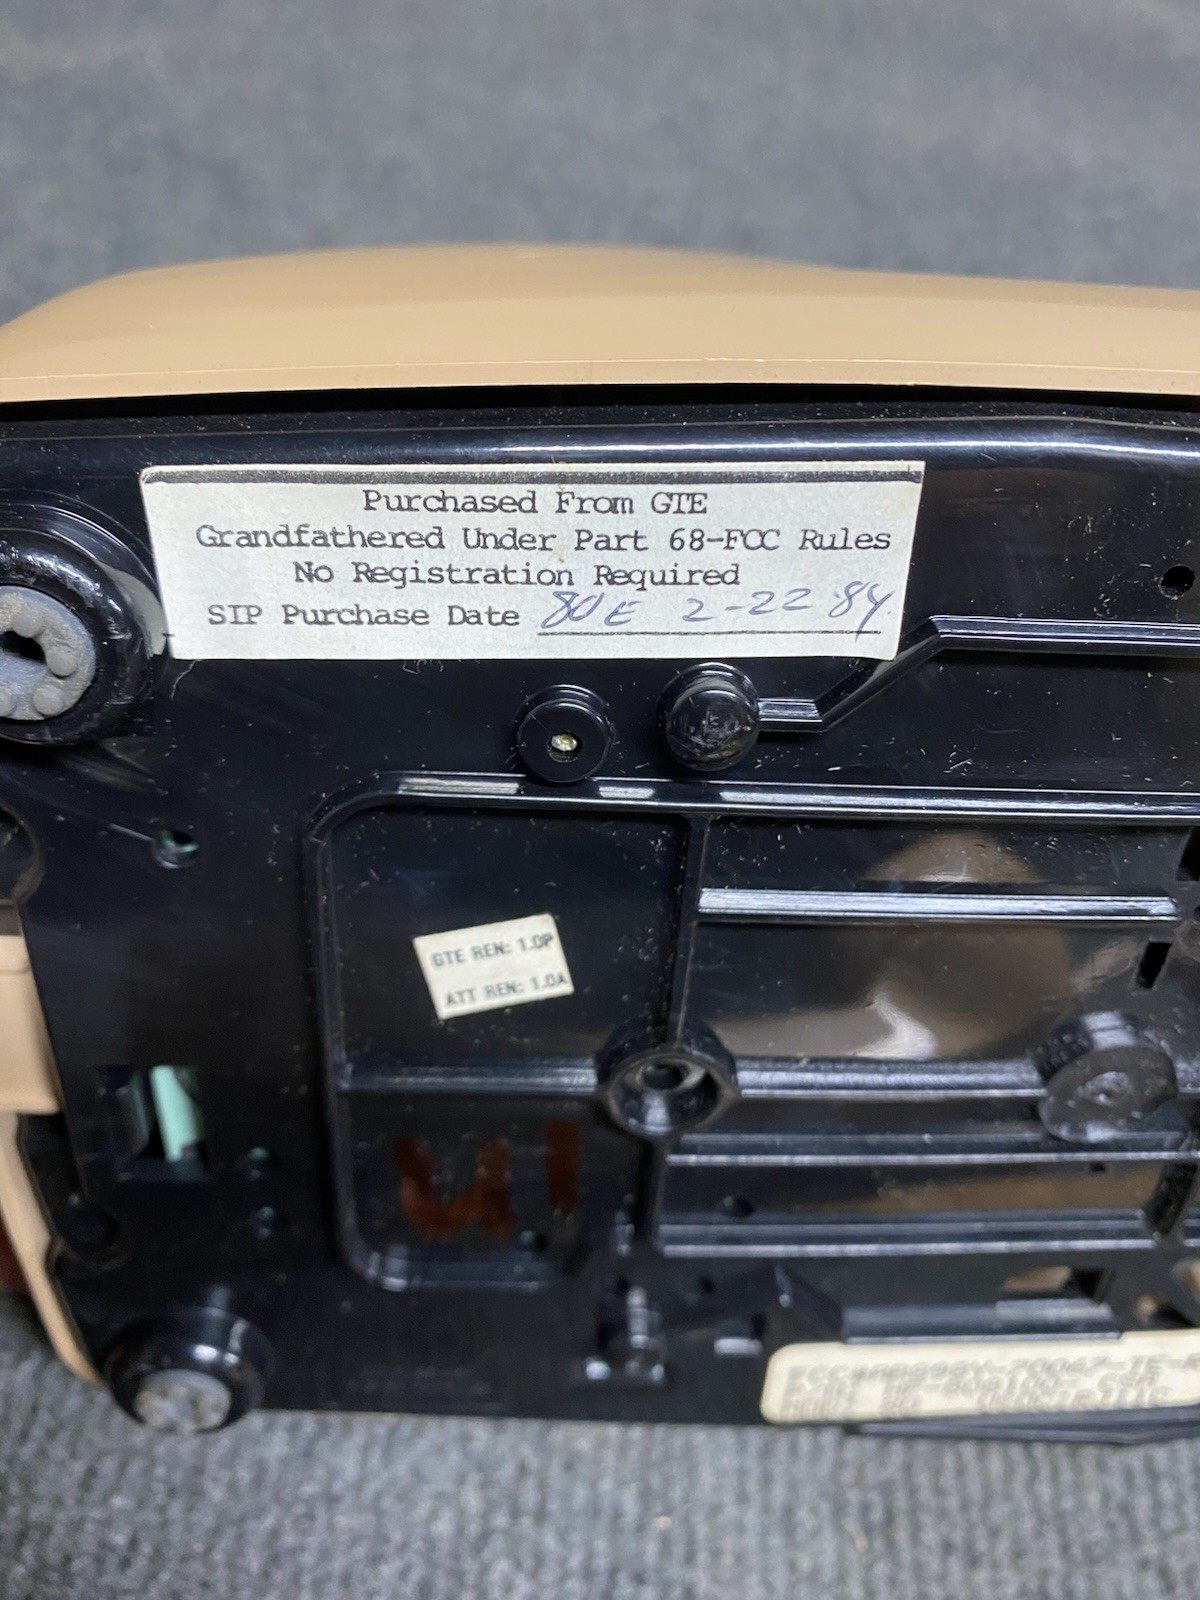 Purchased From GTE
Grandfathered Under Part 68-FCC Rules
No Registration Required
SIP Purchase Date 80E 2-22-84
GTE REN: 1.0P
ATT REN: 1.0A